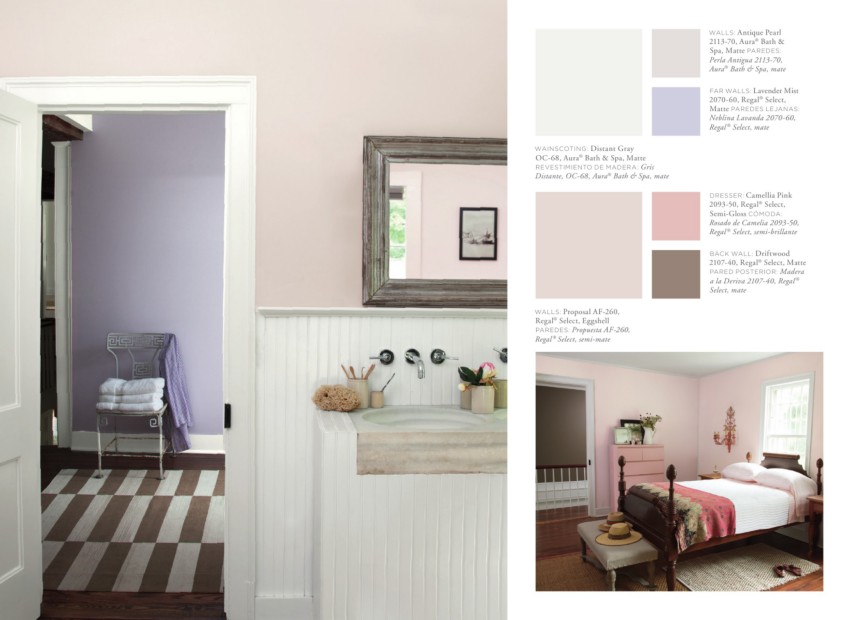 WALLS: Antique Pearl
2113-70, Aura® Bath &
Spa, Matte PAREDES:
Perla Antigua 2113-70,
Aura® Bath & Spa, mate
FAR WALLS: Lavender Mist
2070-60, Regal® Select,
Matte PAREDES LEJANAS:
Neblina Lavanda 2070-60,
Regal® Select, mate
WAINSCOTING: Distant Gray
OC-68, Aura® Bath & Spa, Matte
REVESTIMIENTO DE MADERA: Gris
Distante, OC-68, Aura® Bath & Spa, mate
DRESSER: Camellia Pink
2093-50, Regal® Select,
Semi-Gloss CÓMODA:
Rosado de Camelia 2093-50,
Regal® Select, semi-brillante
BACK WALL: Driftwood
2107-40, Regal® Select, Matte
PARED POSTERIOR: Madera
a la Deriva 2107-40, Regal®
Select, mate
WALLS: Proposal AF-260,
Regal® Select, Eggshell
PAREDES: Propuesta AF-260,
Regal® Select, semi-mate